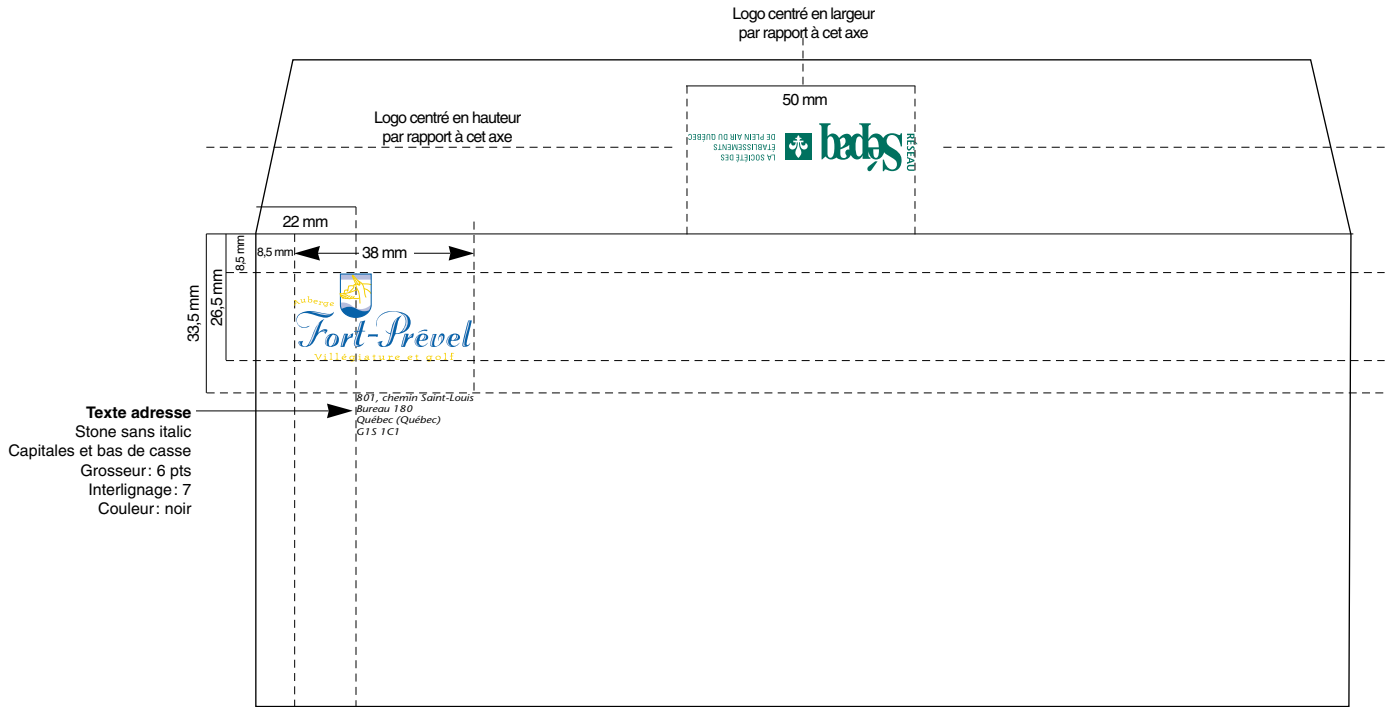 Logo centré en largeur
par rapport à cet axe
50 mm
Logo centré en hauteur
par rapport à cet axe
RÉSEAU
Sépaq
LA SOCIÉTÉ DES
ÉTABLISSEMENTS
DE PLEIN AIR DU QUÉBEC
22 mm
8,5 mm
8,5 mm
38 mm
26,5 mm
33,5 mm
Auberge
Fort-Prével
Villégiature et golf
801, chemin Saint-Louis
Bureau 180
Québec (Québec)
G1S 1C1
Texte adresse
Stone sans italic
Capitales et bas de casse
Grosseur : 6 pts
Interlignage : 7
Couleur : noir